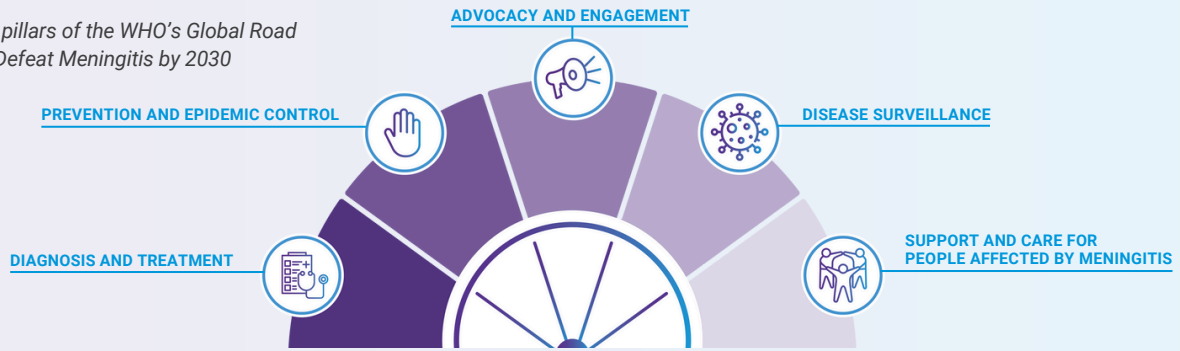 pillars of the WHO's Global Road
Defeat Meningitis by 2030
ADVOCACY AND ENGAGEMENT
PREVENTION AND EPIDEMIC CONTROL
DISEASE SURVEILLANCE
DIAGNOSIS AND TREATMENT
SUPPORT AND CARE FOR
PEOPLE AFFECTED BY MENINGITIS